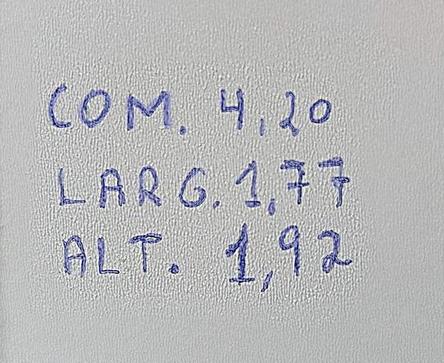 COM. 4,20
LARG. 1,77
ALT. 1,92